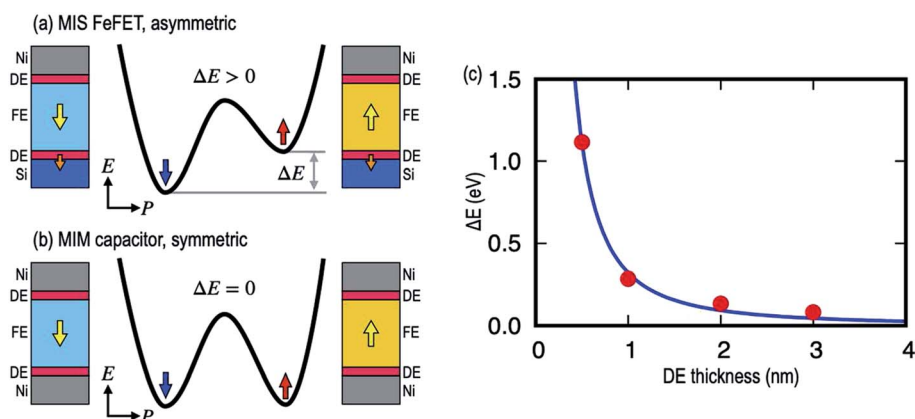 (a) MIS FeFET, asymmetric
Ni
DE
FE
DE
Si
ΔE > 0
ΔE
E
P
Ni
DE
FE
DE
Si
(b) MIM capacitor, symmetric
Ni
DE
FE
DE
Ni
ΔE = 0
E
P
Ni
DE
FE
DE
Ni
(c)
1.5
1.0
0.5
0.0
ΔE (eV)
0 1 2 3 4
DE thickness (nm)